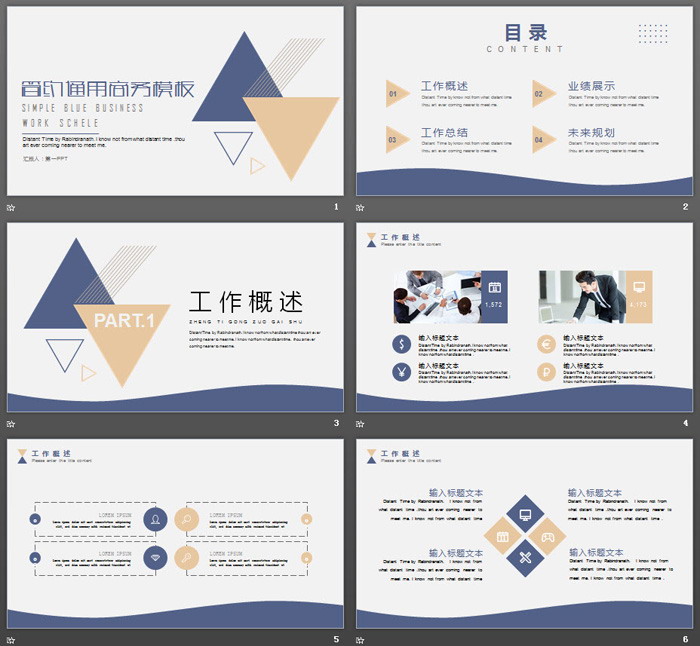 简约通用商务模板
SIMPLE BLUE BUSINESS
WORK SCHELE
Distant Time by Rabindranath. I know not from what distant time .thou
art ever coming nearer to meet me.
汇报人：第一PPT
1
目录
CONTENT
01
工作概述
Distant Time by I know not from what distant time
thou art ever coming nearer to meet me.
02
业绩展示
Distant Time by I know not from what distant time
thou art ever coming nearer to meet me.
03
工作总结
Distant Time by I know not from what distant time
thou art ever coming nearer to meet me.
04
未来规划
Distant Time by I know not from what distant time
thou art ever coming nearer to meet me.
2
PART.1
工作概述
ZHENG TI GONG ZUO GAI SHU
Distant Time by Rabindranath. I know not from what distant time .thou art ever
coming nearer to meet me. I know not from what distant time. .thou art ever
coming nearer to meet me.
3
工作概述
Please enter the title content
1,572
4,173
输入标题文本
Distant Time by Rabindranath. I know not from what
distant time .thou art ever coming nearer to meet me. I
know not from what distant time.
输入标题文本
Distant Time by Rabindranath. I know not from what
distant time .thou art ever coming nearer to meet me. I
know not from what distant time.
输入标题文本
Distant Time by Rabindranath. I know not from what
distant time .thou art ever coming nearer to meet me. I
know not from what distant time.
输入标题文本
Distant Time by Rabindranath. I know not from what
distant time .thou art ever coming nearer to meet me. I
know not from what distant time.
4
工作概述
Please enter the title content
LOREM IPSUM
LOREM IPSUM
LOREM IPSUM
LOREM IPSUM
5
工作概述
Please enter the title content
输入标题文本
Distant Time by Rabindranath. I know not from
what distant time .thou art ever coming nearer to
meet me. I know not from what distant time .
输入标题文本
Distant Time by Rabindranath. I know not from
what distant time .thou art ever coming nearer to
meet me. I know not from what distant time .
输入标题文本
Distant Time by Rabindranath. I know not from
what distant time .thou art ever coming nearer to
meet me. I know not from what distant time
输入标题文本
Distant Time by Rabindranath. I know not from
what distant time .thou art ever coming nearer to
meet me. I know not from what distant time .
6